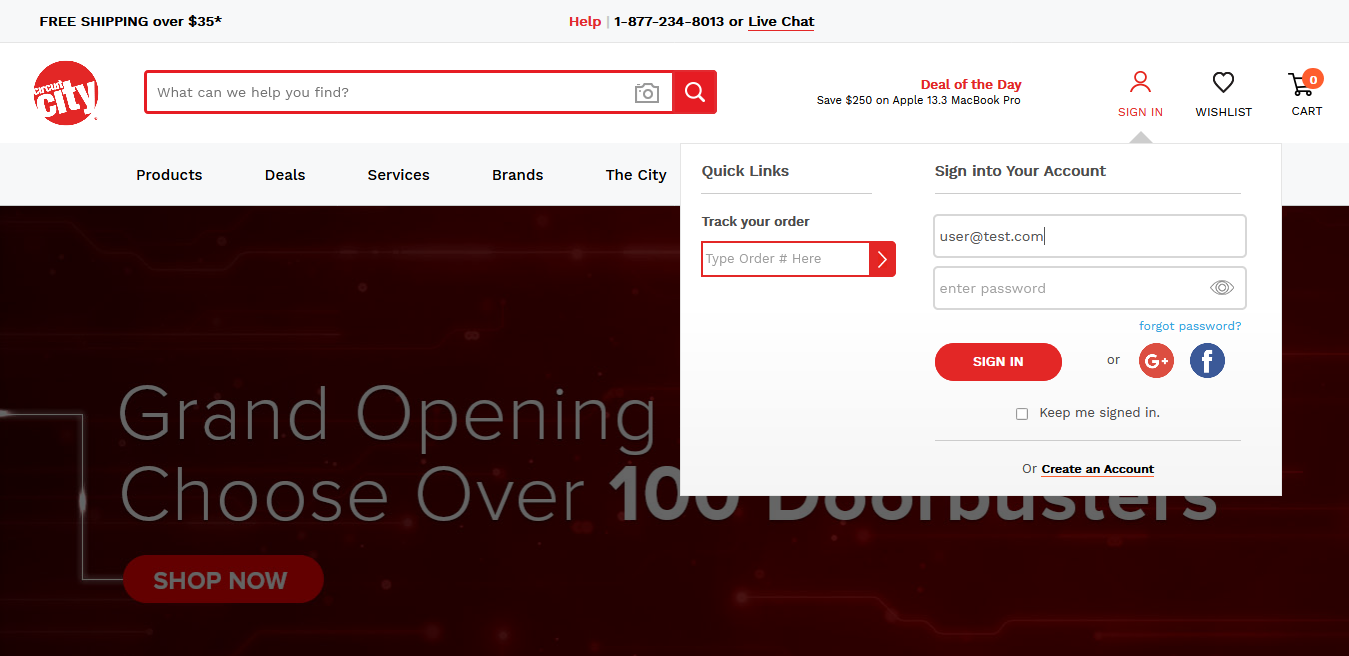 FREE SHIPPING over $35*
Help | 1-877-234-8013 or Live Chat
circuit
city
What can we help you find?
Deal of the Day
Save $250 on Apple 13.3 MacBook Pro
SIGN IN
WISHLIST
0
CART
Products
Deals
Services
Brands
The City
Quick Links
Track your order
Type Order # Here
Sign into Your Account
user@test.com
enter password
forgot password?
SIGN IN
or
G+
f
Keep me signed in.
Or Create an Account
Grand Opening
Choose Over 100 Doorbusters
SHOP NOW